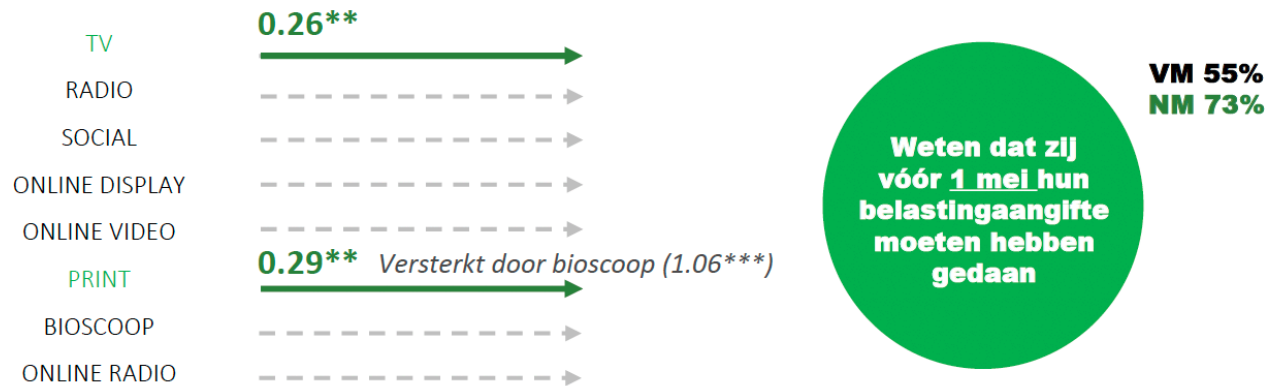 0.26**
TV
RADIO
SOCIAL
ONLINE DISPLAY
ONLINE VIDEO
0.29** Versterkt door bioscoop (1.06***)
PRINT
BIOSCOOP
ONLINE RADIO
Weten dat zij
vóór 1 mei hun
belastingaangifte
moeten hebben
gedaan
VM 55%
NM 73%